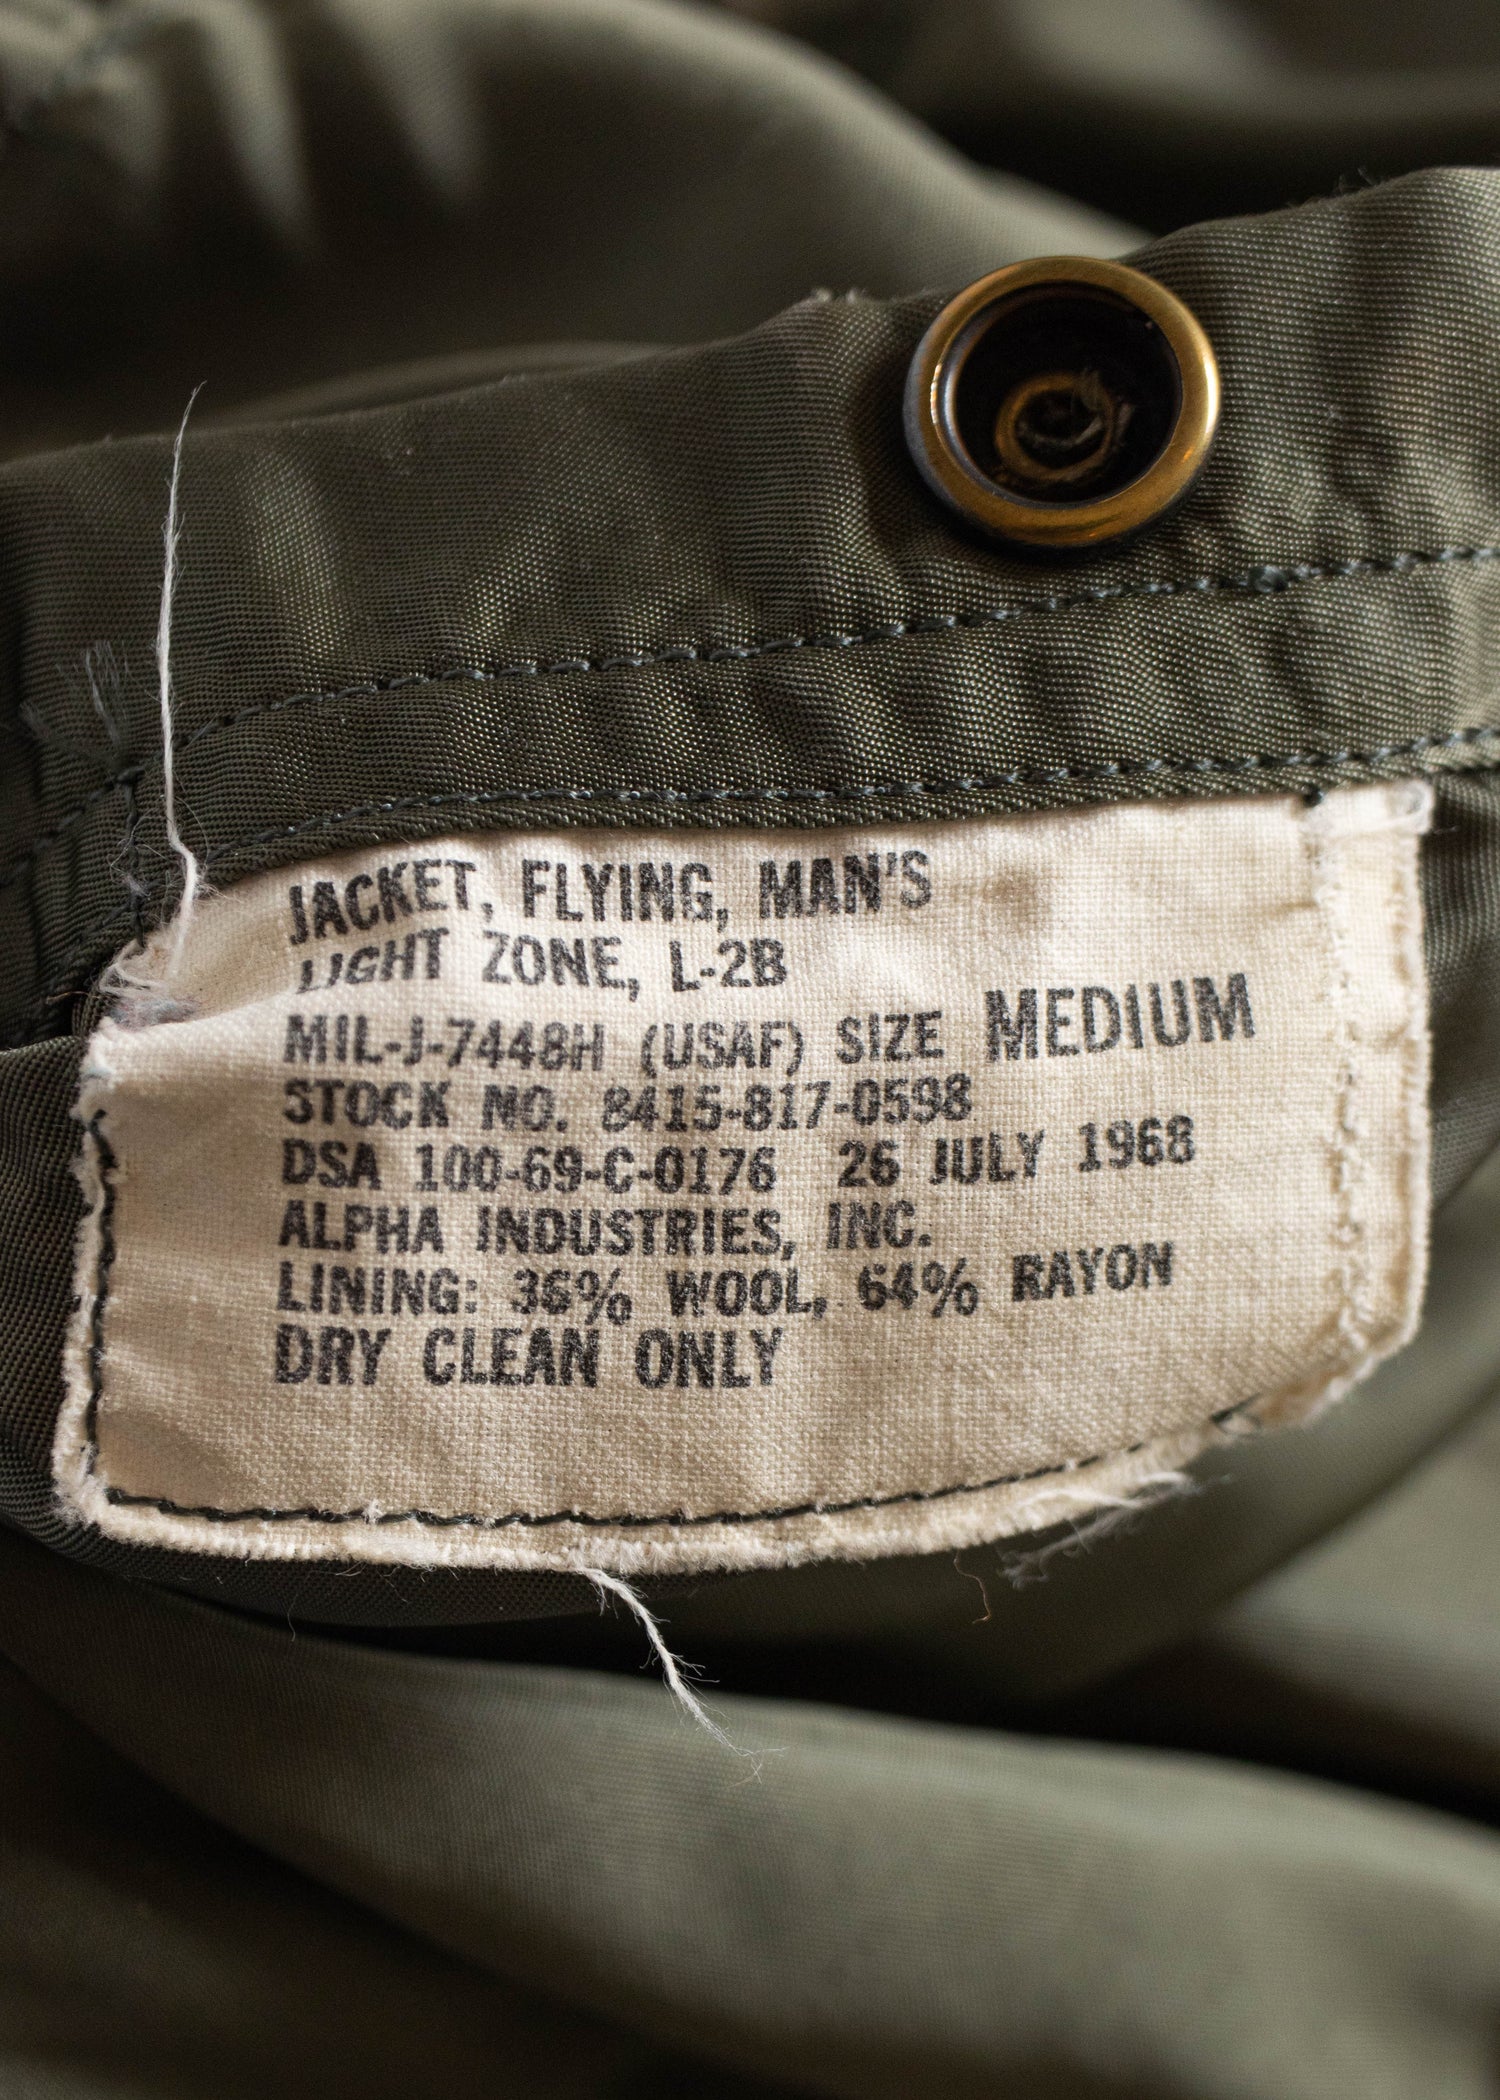 JACKET, FLYING, MAN'S
LIGHT ZONE, L-2B
MIL-J-7448H (USAF) SIZE MEDIUM
STOCK NO. 8415-817-0598
DSA 100-69-C-0176 26 JULY 1968
ALPHA INDUSTRIES, INC.
LINING: 36% WOOL, 64% RAYON
DRY CLEAN ONLY